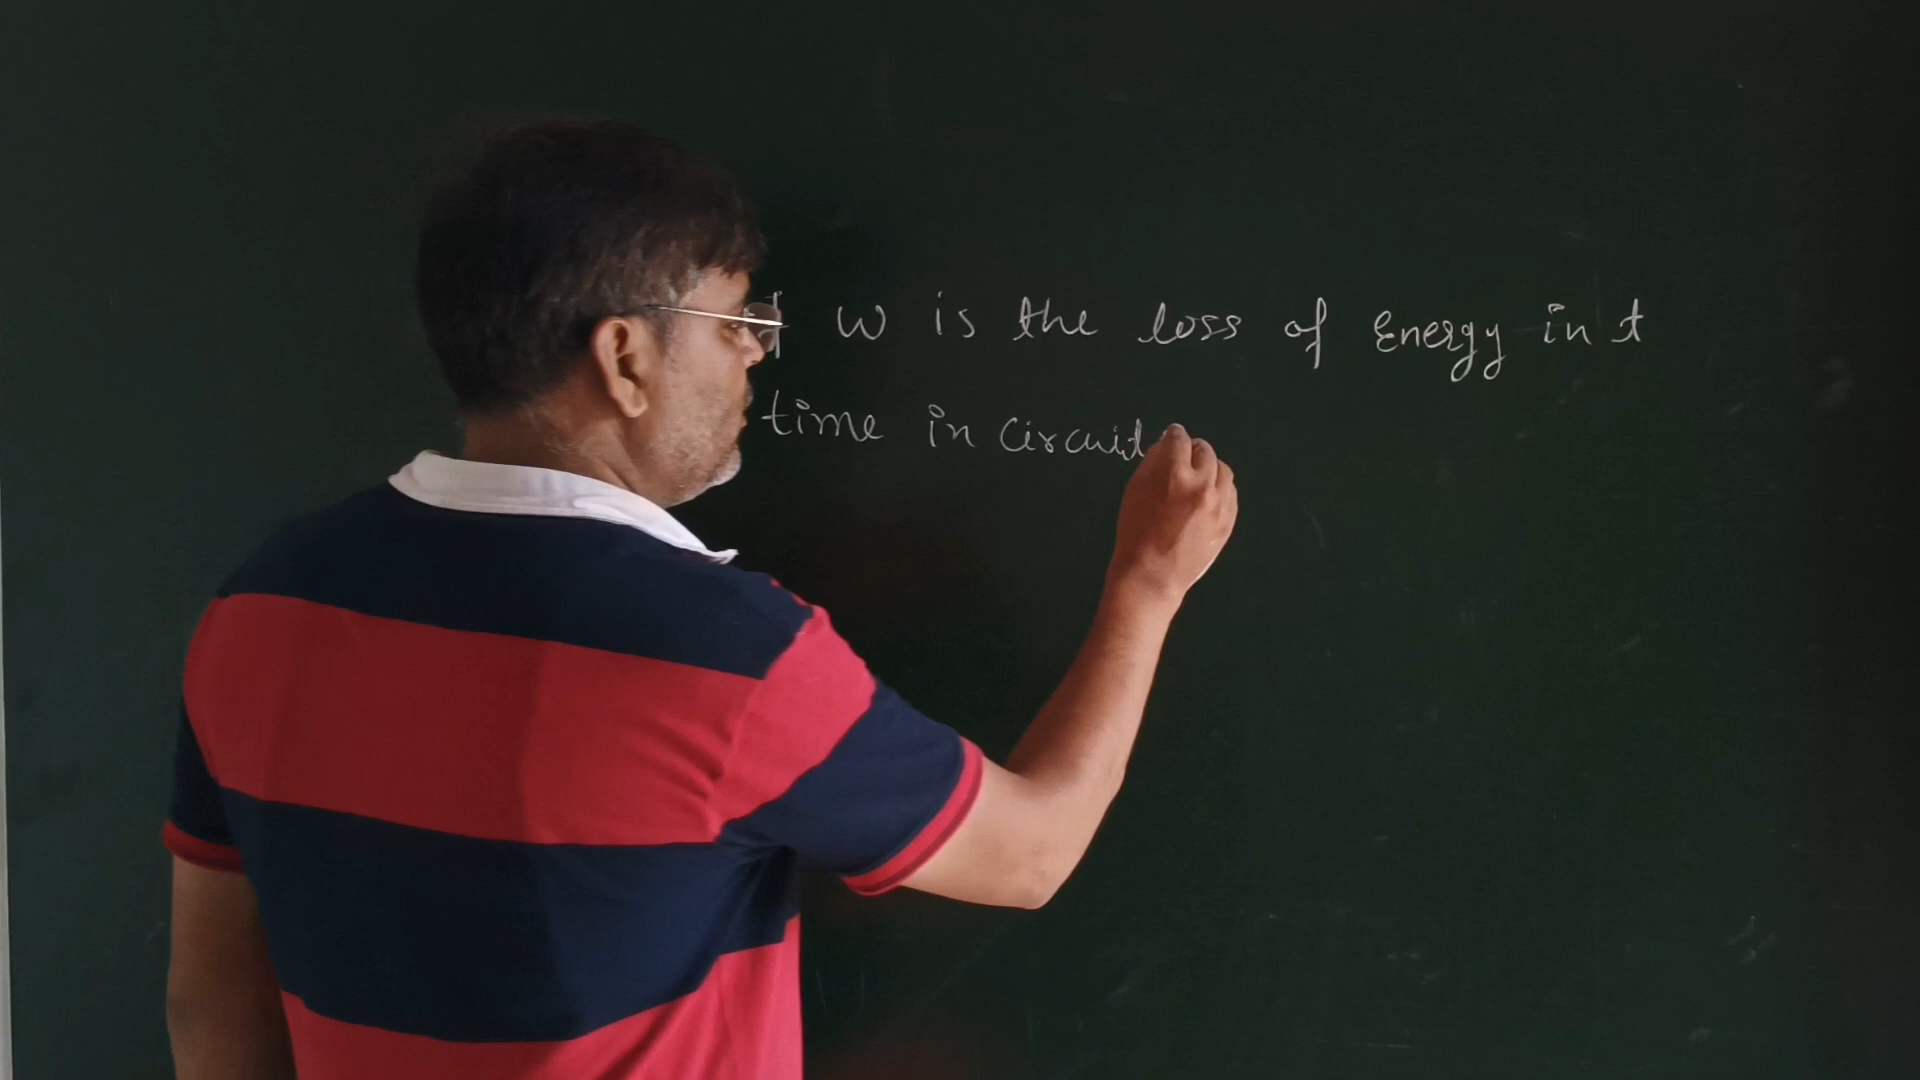 w is the loss of Energy in t
time in circuit